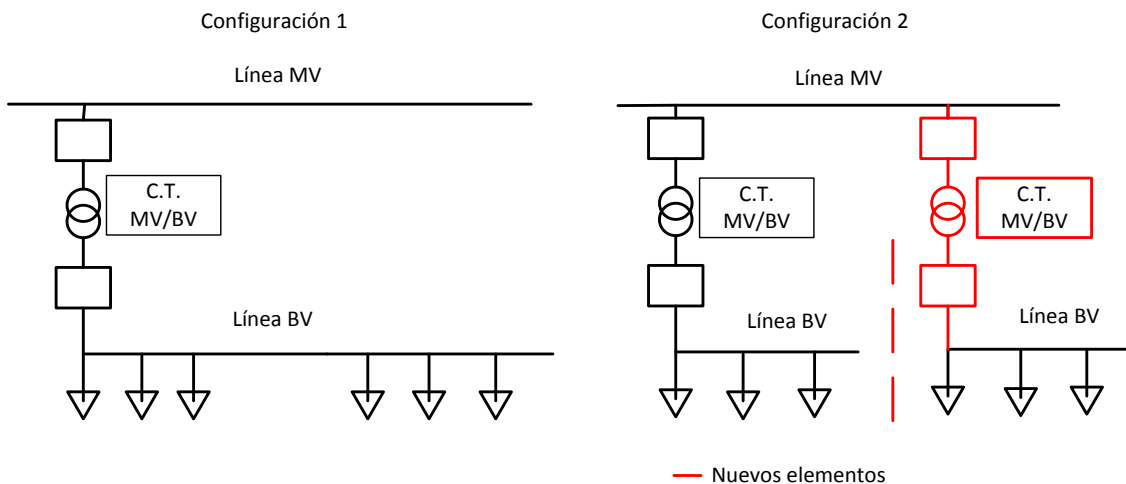 Configuración 1
Configuración 2
Línea MV
Línea MV
C.T.
MV/BV
C.T.
MV/BV
C.T.
MV/BV
Línea BV
Línea BV
Línea BV
Nuevos elementos